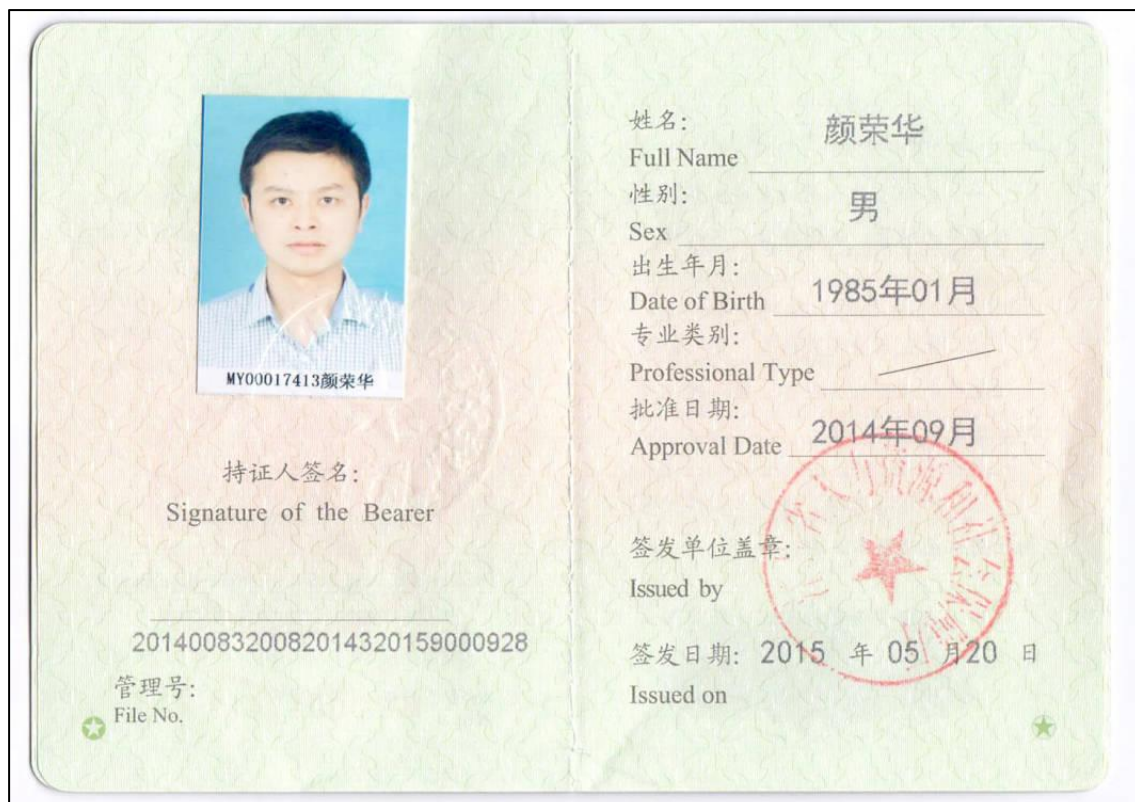 MY00017413颜荣华
持证人签名:
Signature of the Bearer
201400832008201432015900​0928
管理号:
File No.
姓名:
颜荣华
Full Name
性别:
男
Sex
出生年月:
1985年01月
Date of Birth
专业类别:
Professional Type
批准日期:
2014年09月
Approval Date
签发单位盖章:
Issued by
签发日期: 2015 年 05 月 20 日
Issued on